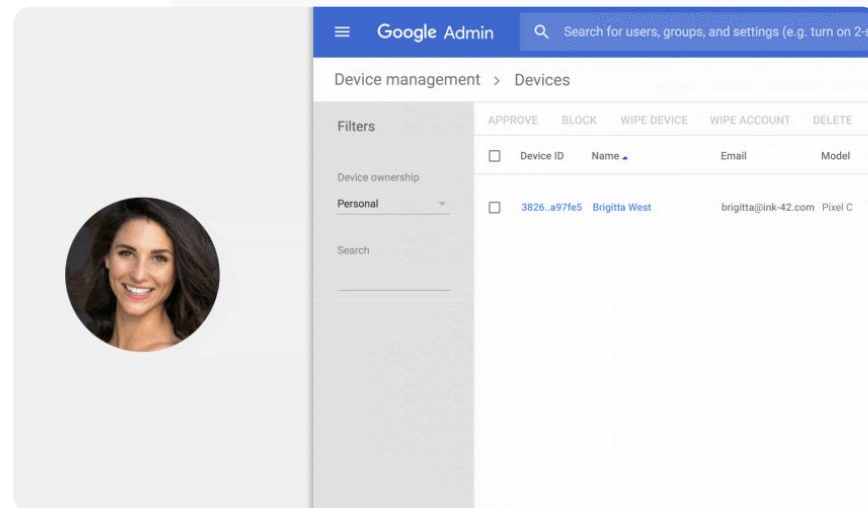 Google Admin
Search for users, groups, and settings (e.g. turn on 2-s
Device management > Devices
Filters
APPROVE BLOCK WIPE DEVICE WIPE ACCOUNT DELETE
Device ID Name Email Model
Device ownership
Personal
3826..a97fe5 Brigitta West brigitta@ink-42.com Pixel C
Search